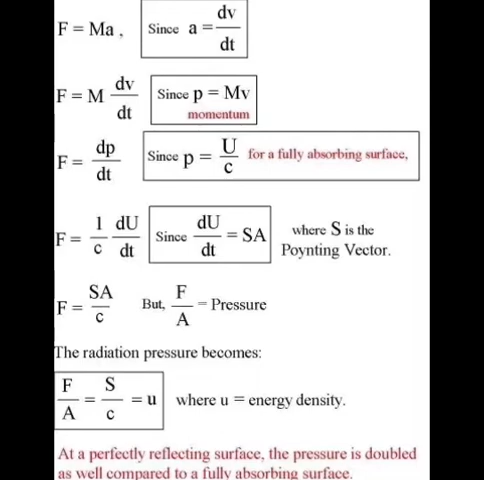 F = Ma , Since a = dv/dt
F = M dv/dt Since p = Mv
momentum
F = dp/dt Since p = U/c for a fully absorbing surface,
F = 1/c dU/dt Since dU/dt = SA where S is the
Poynting Vector.
F = SA/c But, F/A = Pressure
The radiation pressure becomes:
F/A = S/c = u where u = energy density.
At a perfectly reflecting surface, the pressure is doubled
as well compared to a fully absorbing surface.